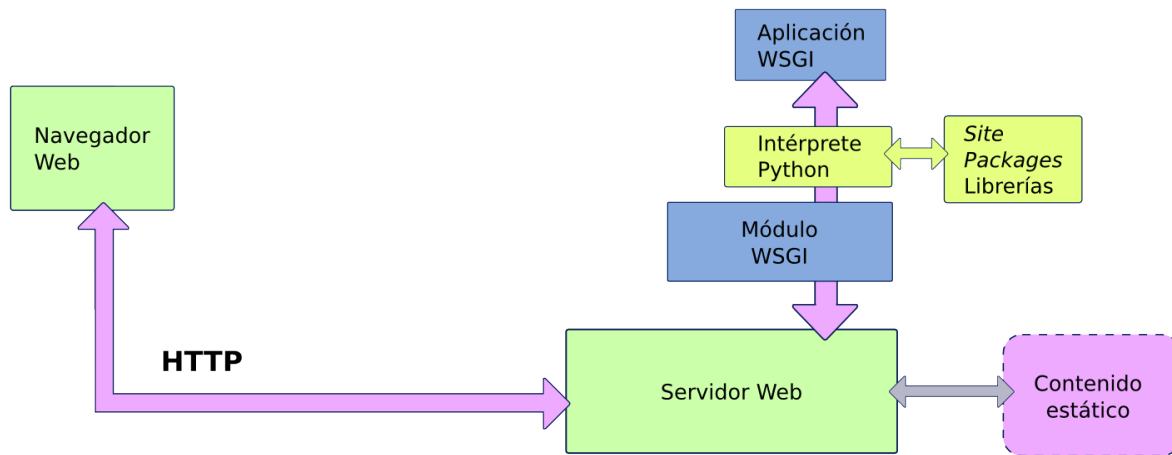 Aplicación
WSGI
Navegador
Web
Intérprete
Python
Site
Packages
Librerías
Módulo
WSGI
HTTP
Servidor Web
Contenido
estático